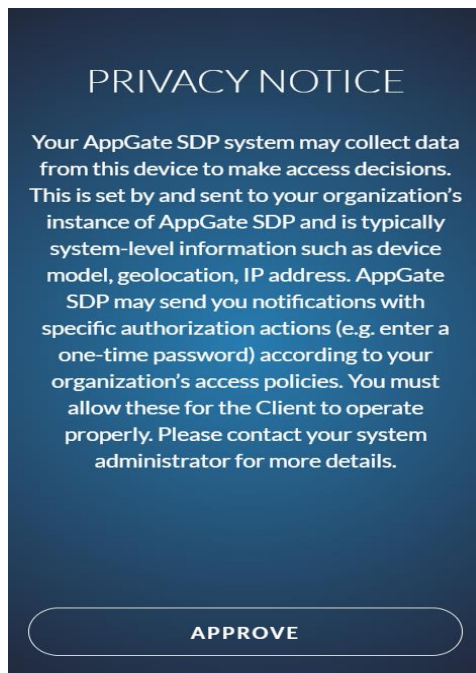 PRIVACY NOTICE
Your AppGate SDP system may collect data
from this device to make access decisions.
This is set by and sent to your organization's
instance of AppGate SDP and is typically
system-level information such as device
model, geolocation, IP address. AppGate
SDP may send you notifications with
specific authorization actions (e.g. enter a
one-time password) according to your
organization's access policies. You must
allow these for the Client to operate
properly. Please contact your system
administrator for more details.
APPROVE